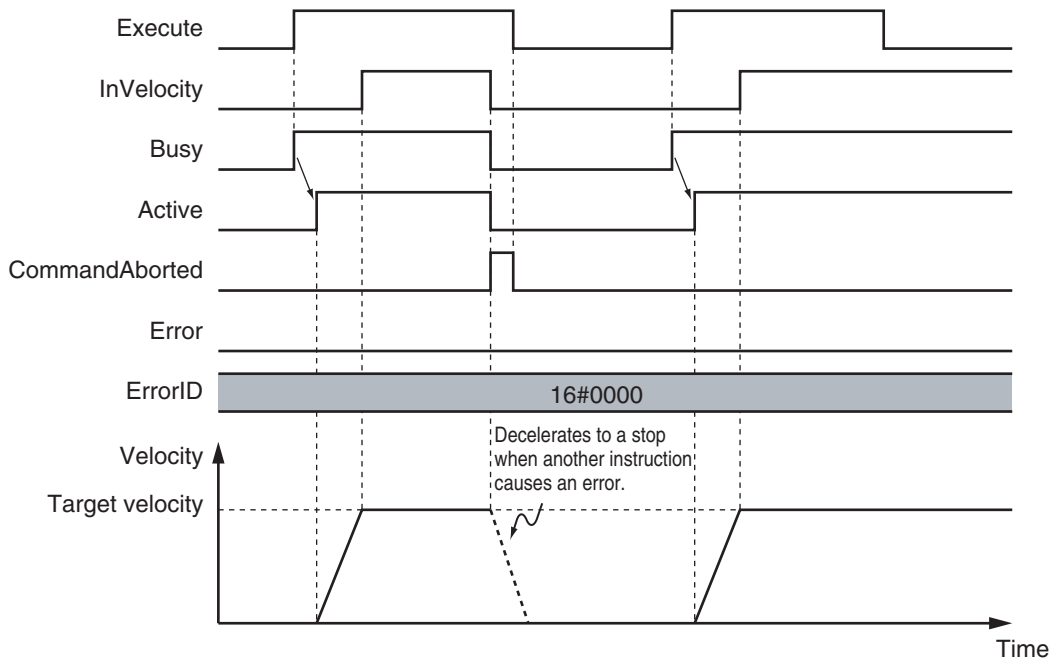 Execute
InVelocity
Busy
Active
CommandAborted
Error
ErrorID
16#0000
Decelerates to a stop
when another instruction
causes an error.
Velocity
Target velocity
Time